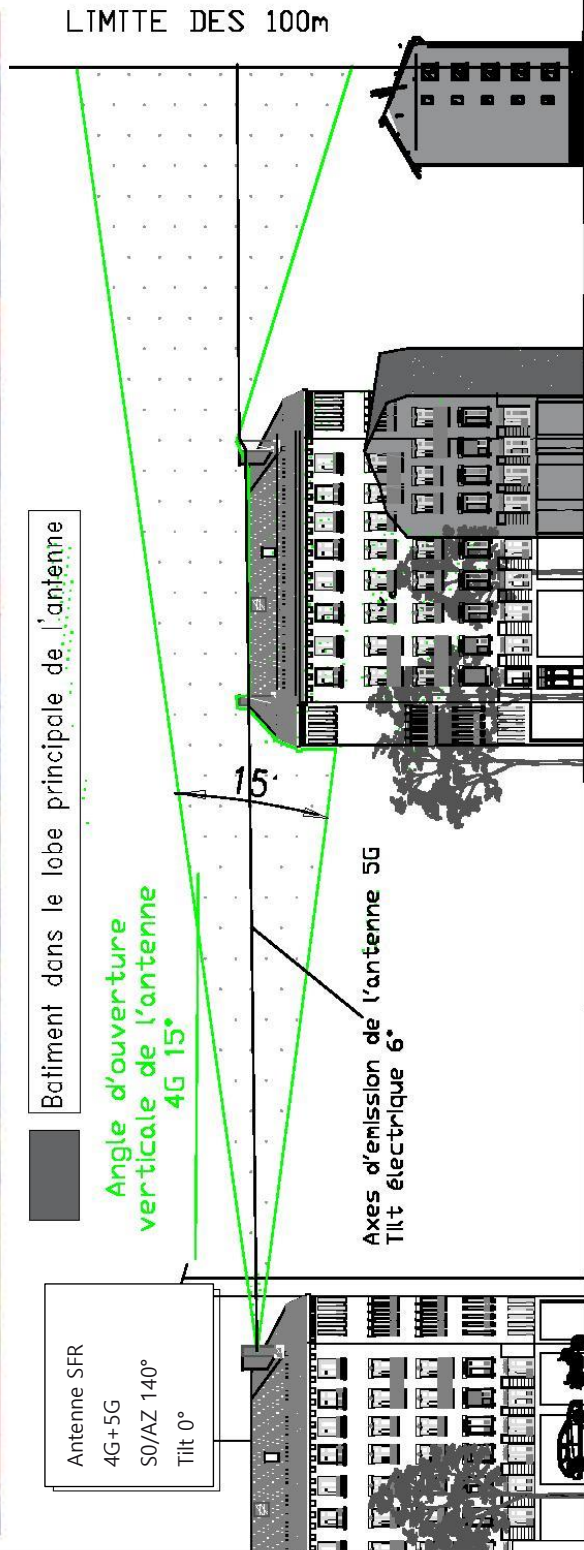 LIMITE DES 100m
Batiment dans le lobe principale de l'antenne
Angle d'ouverture
verticale de l'antenne
4G 15°
15°
Axes d'emission de l'antenne 5G
Tilt électrique 6°
Antenne SFR
4G+5G
S0/AZ 140°
Tilt 0°